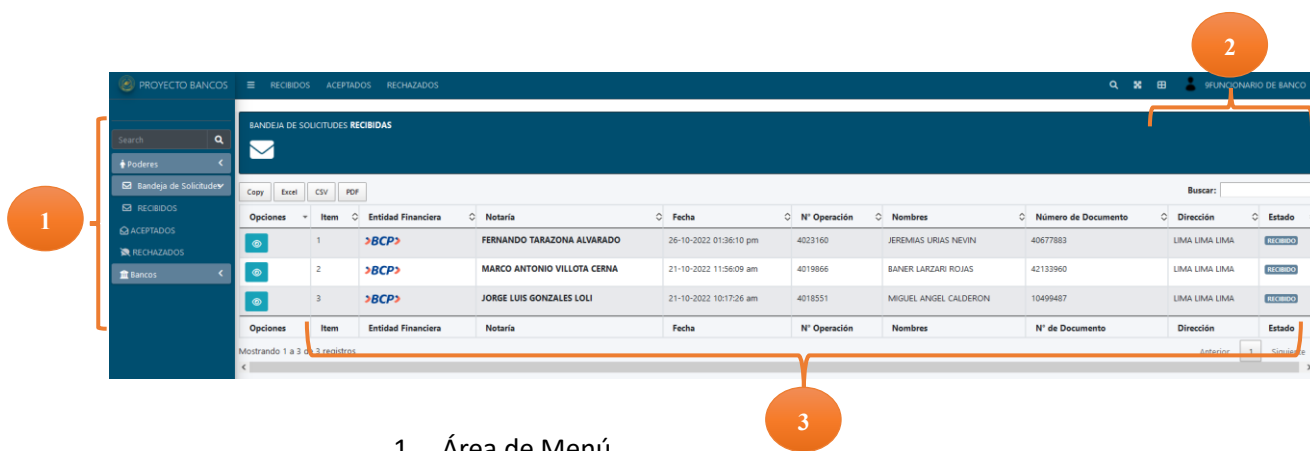 2
PROYECTO BANCOS RECIBIDOS ACEPTADOS RECHAZADOS 9FUNCIONARIO DE BANCO
BANDEJA DE SOLICITUDES RECIBIDAS
Search
Poderes
Bandeja de Solicitudes
RECIBIDOS
ACEPTADOS
RECHAZADOS
Bancos
1
Copy Excel CSV PDF Buscar:
Opciones Item Entidad Financiera Notaría Fecha N° Operación Nombres Número de Documento Dirección Estado
1 BCP FERNANDO TARAZONA ALVARADO 26-10-2022 01:36:10 pm 4023160 JEREMIAS URIAS NEVIN 40677883 LIMA LIMA LIMA RECIBIDO
2 BCP MARCO ANTONIO VILLOTA CERNA 21-10-2022 11:56:09 am 4019866 BANER LARZARI ROJAS 42133960 LIMA LIMA LIMA RECIBIDO
3 BCP JORGE LUIS GONZALES LOLI 21-10-2022 10:17:26 am 4018551 MIGUEL ANGEL CALDERON 10499487 LIMA LIMA LIMA RECIBIDO
Opciones Item Entidad Financiera Notaría Fecha N° Operación Nombres N° de Documento Dirección Estado
Mostrando 1 a 3 de 3 registros Anterior 1 Siguiente
3
1 Área de Menú